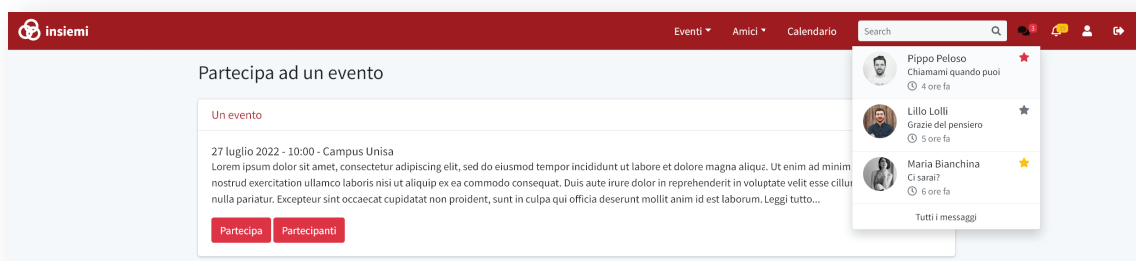 insiemi
Eventi
Amici
Calendario
Search
3
Partecipa ad un evento
Un evento
27 luglio 2022 - 10:00 - Campus Unisa
Lorem ipsum dolor sit amet, consectetur adipiscing elit, sed do eiusmod tempor incididunt ut labore et dolore magna aliqua. Ut enim ad minim
nostrud exercitation ullamco laboris nisi ut aliquip ex ea commodo consequat. Duis aute irure dolor in reprehenderit in voluptate velit esse cillu
nulla pariatur. Excepteur sint occaecat cupidatat non proident, sunt in culpa qui officia deserunt mollit anim id est laborum. Leggi tutto...
Partecipa
Partecipanti
Pippo Peloso
Chiamami quando puoi
4 ore fa
Lillo Lolli
Grazie del pensiero
5 ore fa
Maria Bianchina
Ci sarai?
6 ore fa
Tutti i messaggi